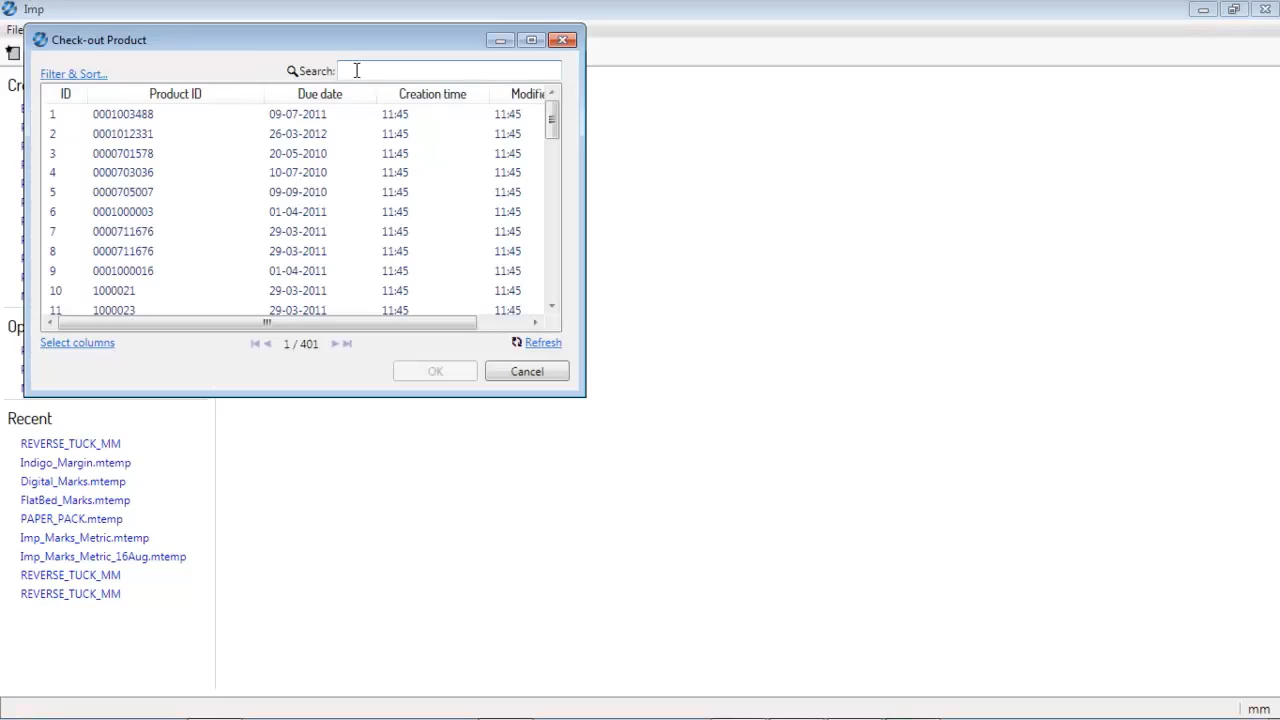 Imp
File
Check-out Product
Filter & Sort...
Search:
ID Product ID Due date Creation time Modifie
1 0001003488 09-07-2011 11:45 11:45
2 0001012331 26-03-2012 11:45 11:45
3 0000701578 20-05-2010 11:45 11:45
4 0000703036 10-07-2010 11:45 11:45
5 0000705007 09-09-2010 11:45 11:45
6 0001000003 01-04-2011 11:45 11:45
7 0000711676 29-03-2011 11:45 11:45
8 0000711676 29-03-2011 11:45 11:45
9 0001000016 01-04-2011 11:45 11:45
10 1000021 29-03-2011 11:45 11:45
11 1000023 29-03-2011 11:45 11:45
Select columns
1 / 401
Refresh
OK
Cancel
Cr
Op
Recent
REVERSE_TUCK_MM
Indigo_Margin.mtemp
Digital_Marks.mtemp
FlatBed_Marks.mtemp
PAPER_PACK.mtemp
Imp_Marks_Metric.mtemp
Imp_Marks_Metric_16Aug.mtemp
REVERSE_TUCK_MM
REVERSE_TUCK_MM
mm